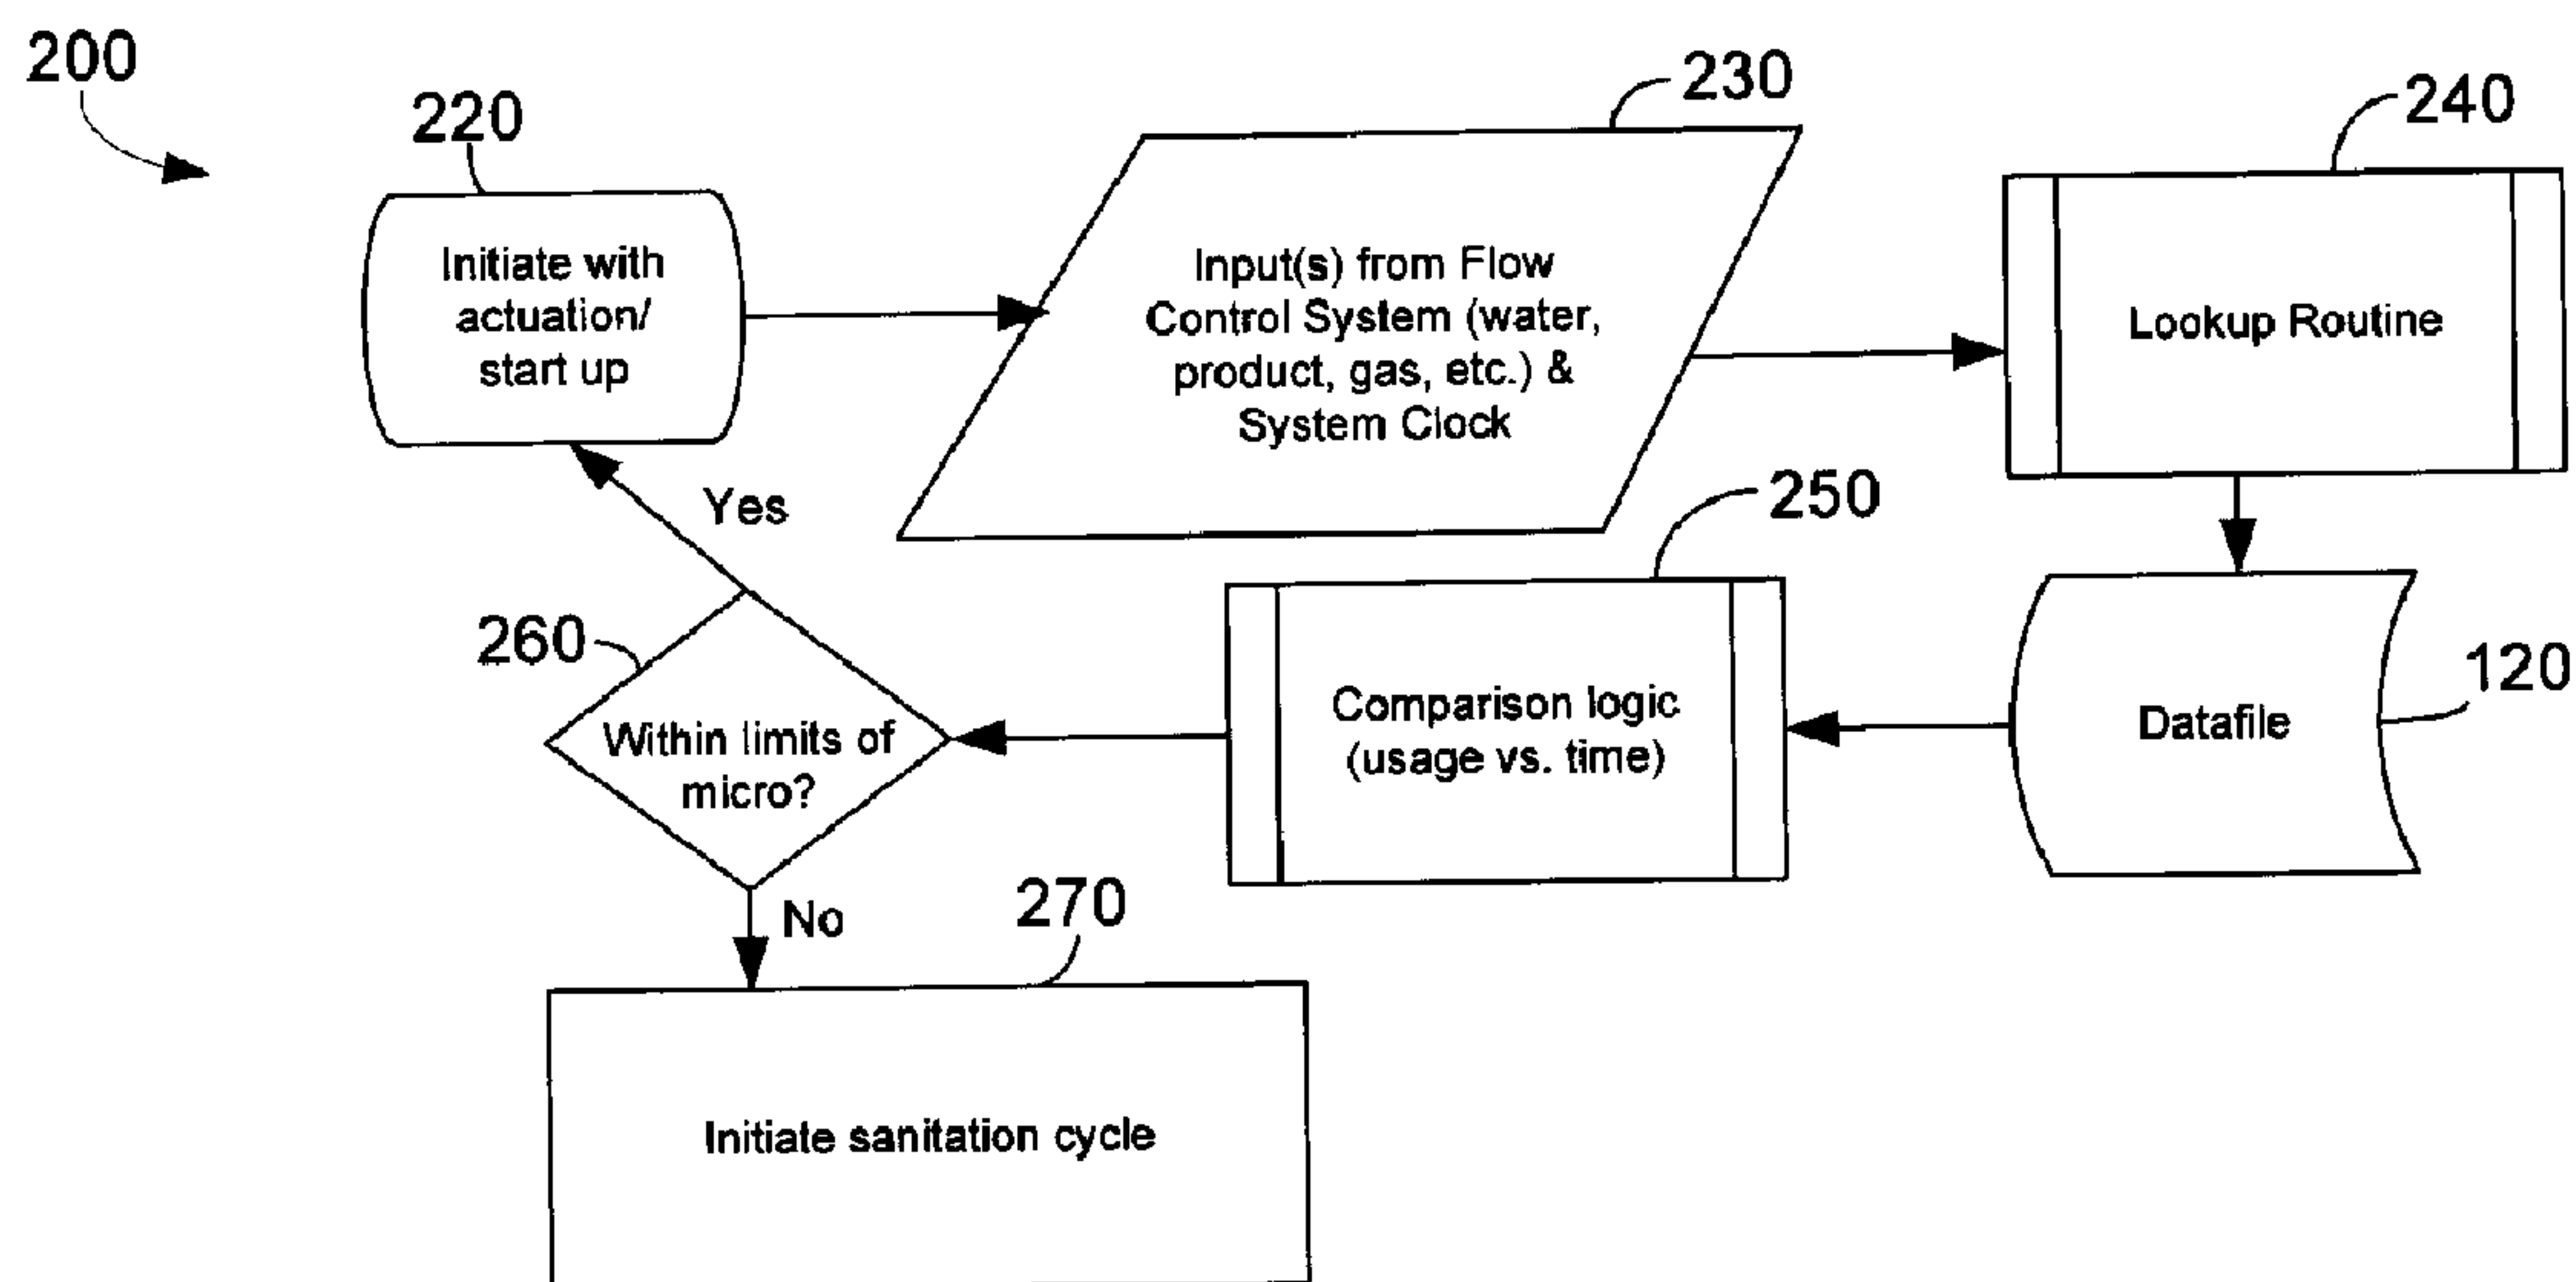 200
220
Initiate with
actuation/
start up
230
Input(s) from Flow
Control System (water,
product, gas, etc.) &
System Clock
240
Lookup Routine
Yes
250
Comparison logic
(usage vs. time)
120
Datafile
260
Within limits of
micro?
No
270
Initiate sanitation cycle